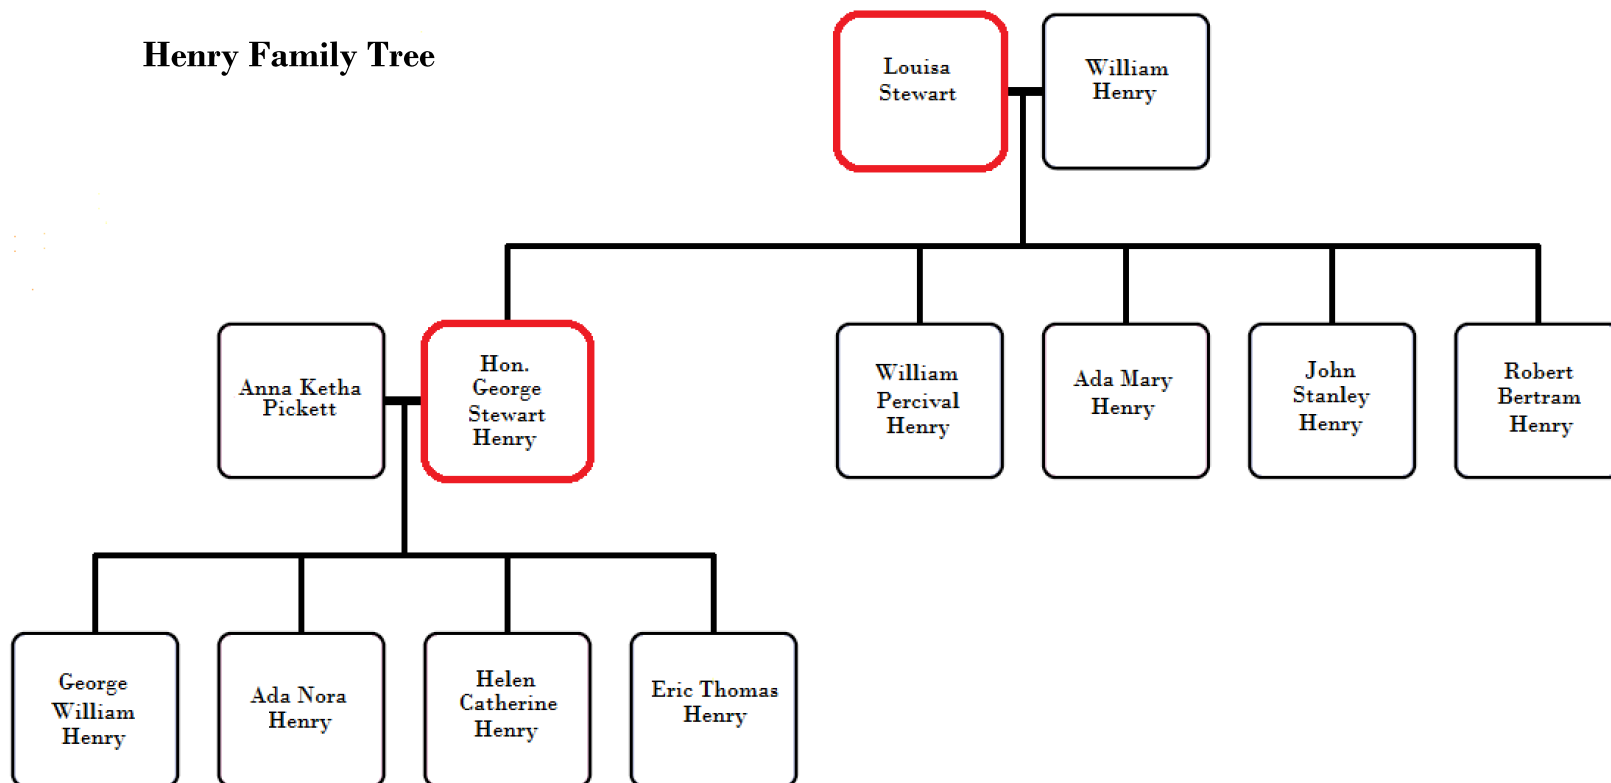 Henry Family Tree
Louisa
Stewart
William
Henry
Anna Ketha
Pickett
Hon.
George
Stewart
Henry
William
Percival
Henry
Ada Mary
Henry
John
Stanley
Henry
Robert
Bertram
Henry
George
William
Henry
Ada Nora
Henry
Helen
Catherine
Henry
Eric Thomas
Henry